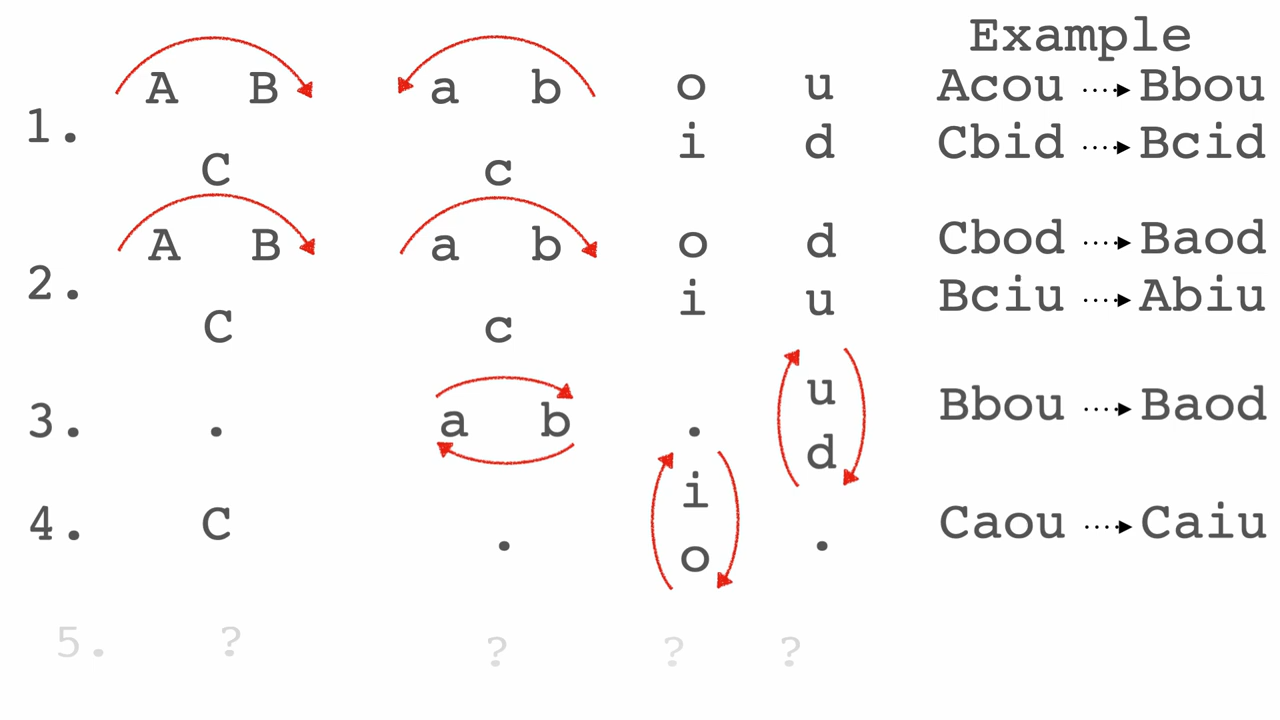 Example
1. A B a b o u Acou ····► Bbou
C c i d Cbid ····► Bcid
2. A B a b o d Cbod ····► Baod
C c i u Bciu ····► Abiu
3. . a b . u d Bbou ····► Baod
4. C . i o . Caou ····► Caiu
5. ? ? ? ?